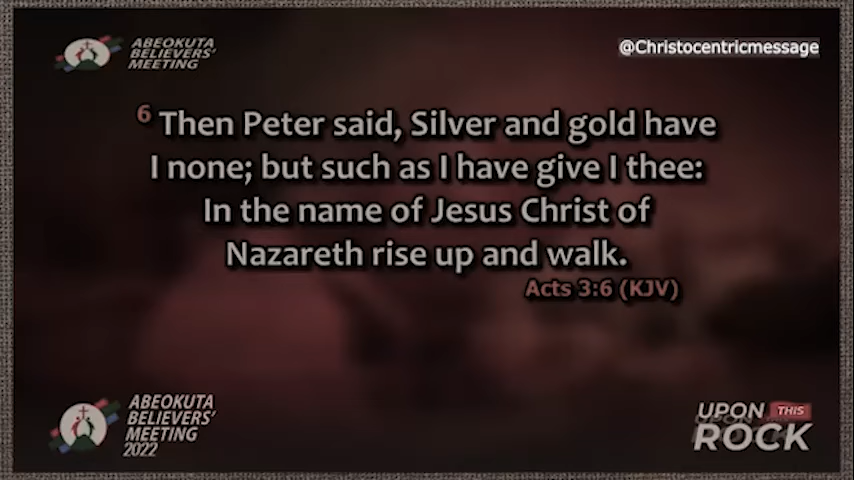 ABEOKUTA
BELIEVERS'
MEETING
@Christocentricmessage
6 Then Peter said, Silver and gold have
I none; but such as I have give I thee:
In the name of Jesus Christ of
Nazareth rise up and walk.
Acts 3:6 (KJV)
ABEOKUTA
BELIEVERS'
MEETING
2022
UPON THIS
ROCK